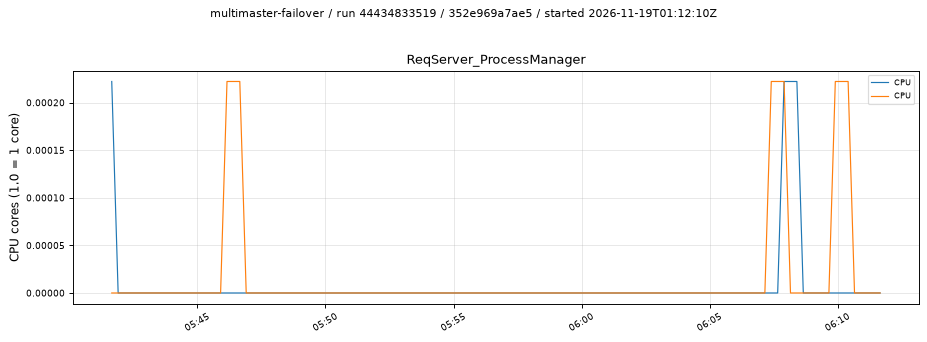 multimaster-failover / run 44434833519 / 352e969a7ae5 / started 2026-11-19T01:12:10Z
ReqServer_ProcessManager
CPU cores (1.0 = 1 core)
0.00020
0.00015
0.00010
0.00005
0.00000
CPU
CPU
05:45
05:50
05:55
06:00
06:05
06:10